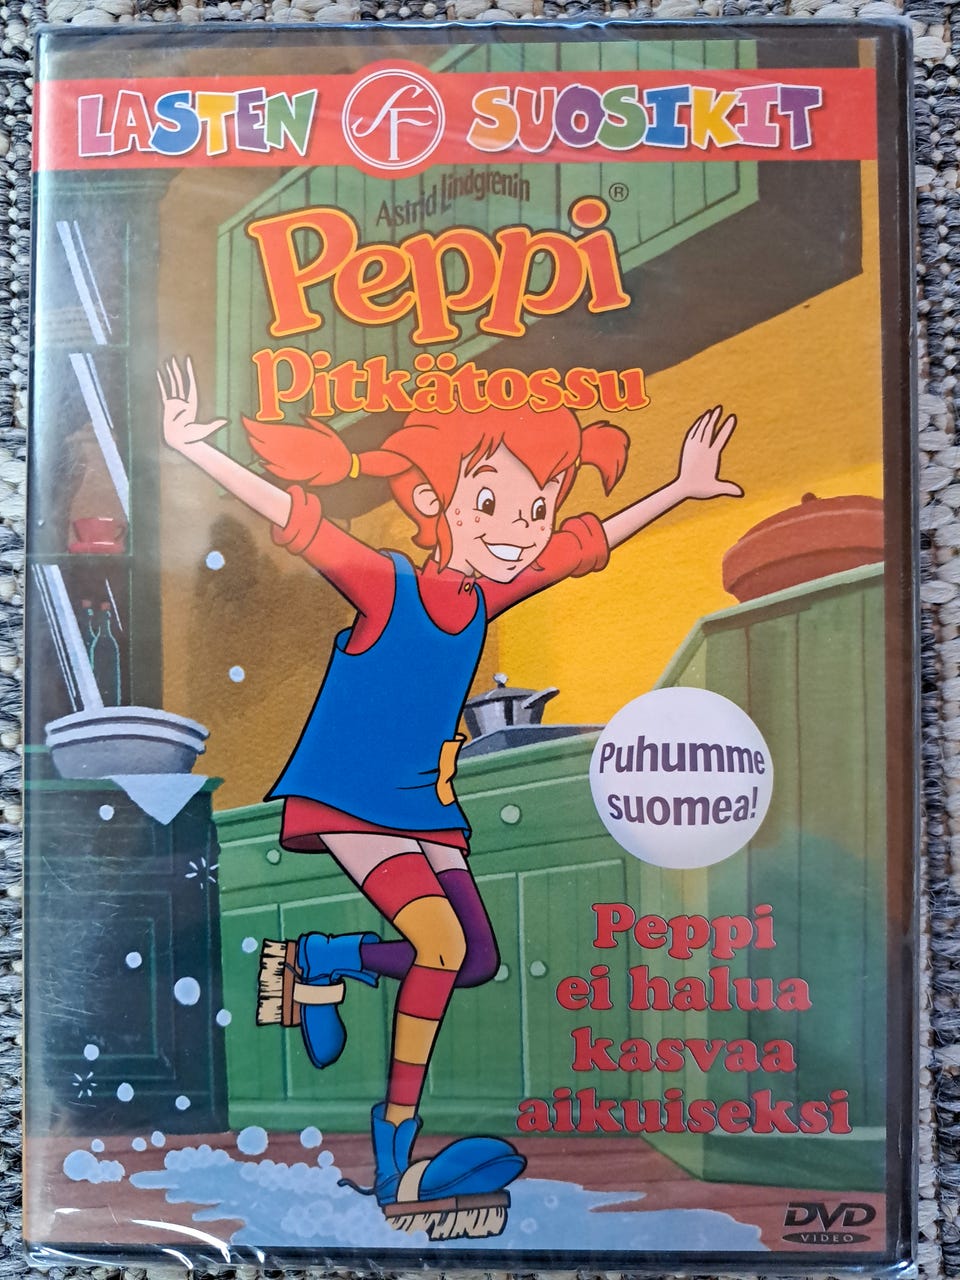 LASTEN SF SUOSIKIT
Astrid Lindgrenin
Peppi ®
Pitkätossu
Puhumme
suomea!
Peppi
ei halua
kasvaa
aikuiseksi
DVD
VIDEO